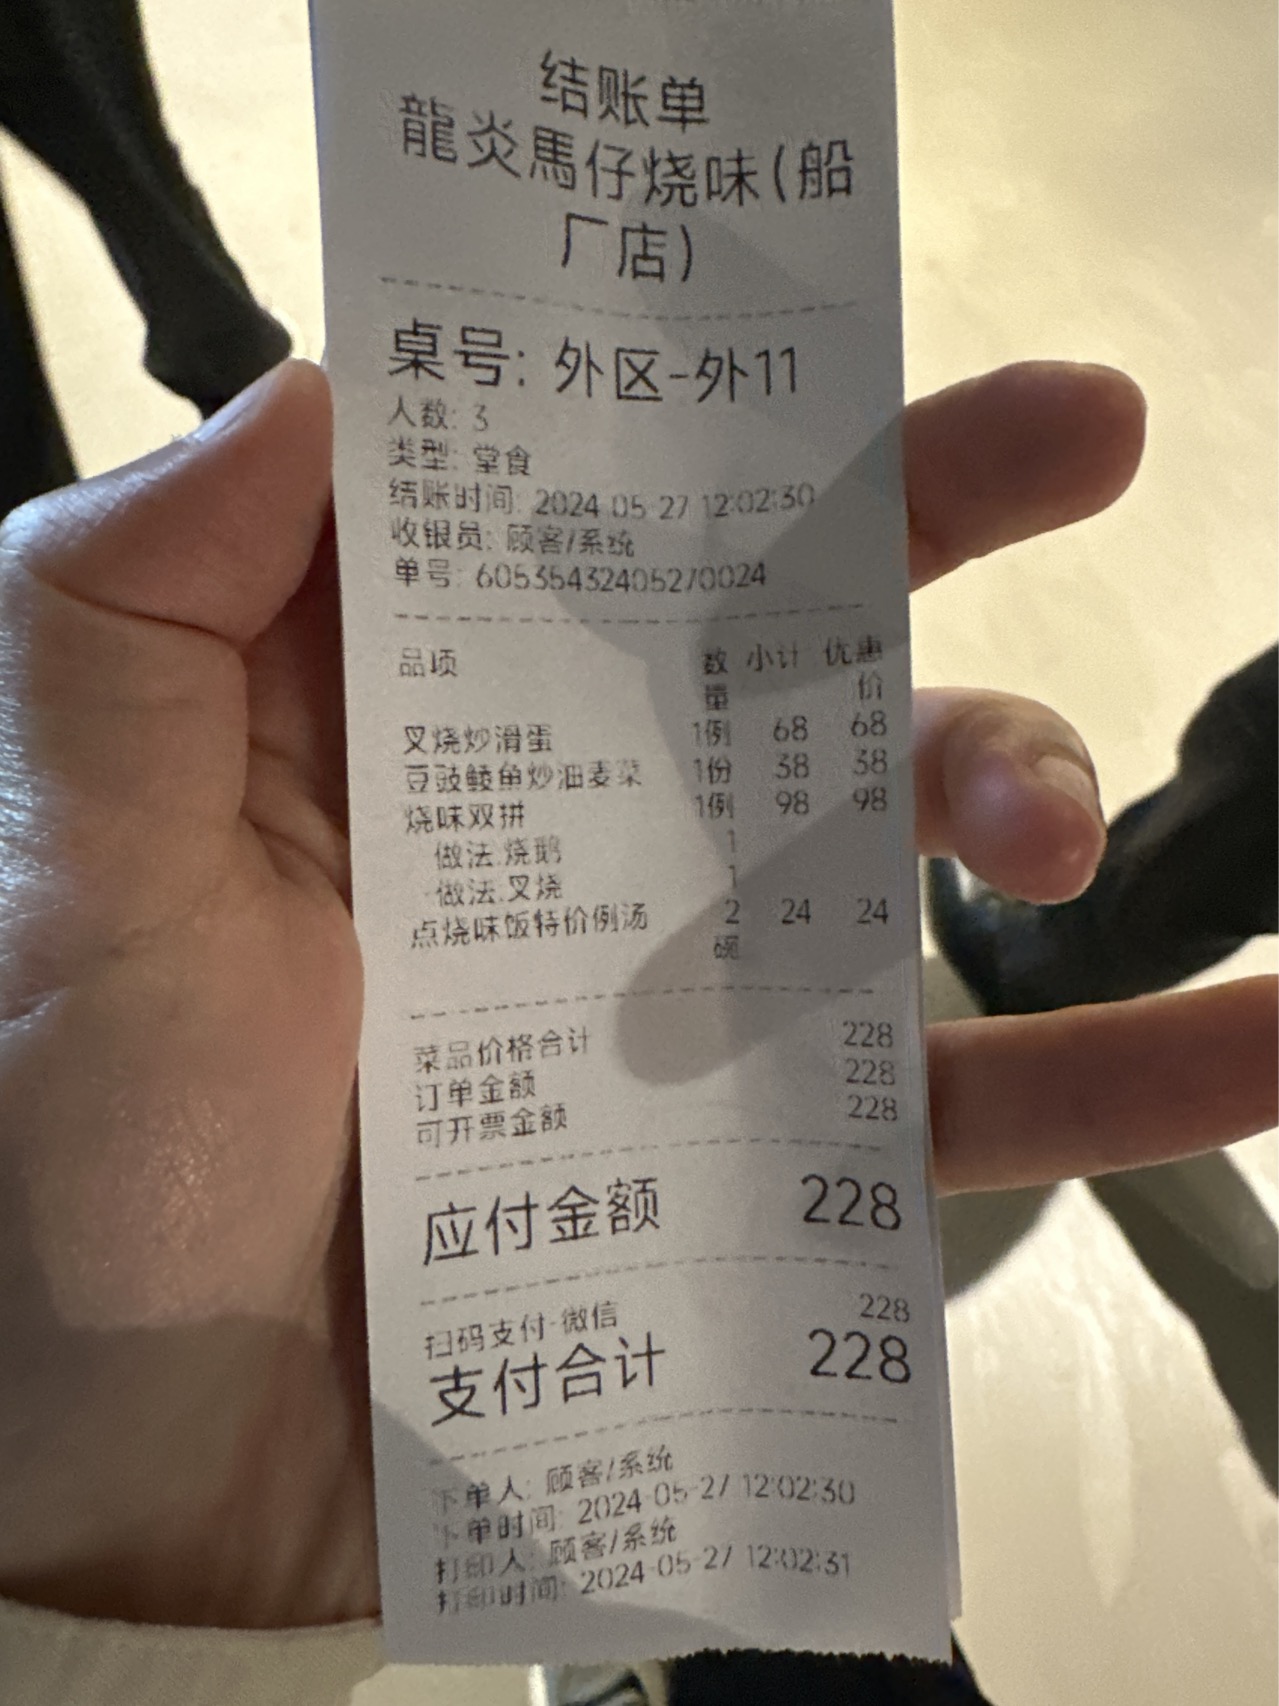 结账单
龍炎馬仔烧味(船
厂店)
桌号: 外区-外11
人数: 3
类型: 堂食
结账时间: 2024-05-27 12:02:30
收银员: 顾客/系统
单号: 60535432405270024
品项 数量 小计 优惠价
叉烧炒滑蛋 1例 68 68
豆豉鲮鱼炒油麦菜 1份 38 38
烧味双拼 1例 98 98
做法:烧鹅 1
-做法:叉烧 1
点烧味饭特价例汤 2碗 24 24
菜品价格合计 228
订单金额 228
可开票金额 228
应付金额 228
扫码支付-微信 228
支付合计 228
下单人: 顾客/系统
下单时间: 2024-05-27 12:02:30
打印人: 顾客/系统
打印时间: 2024-05-27 12:02:31